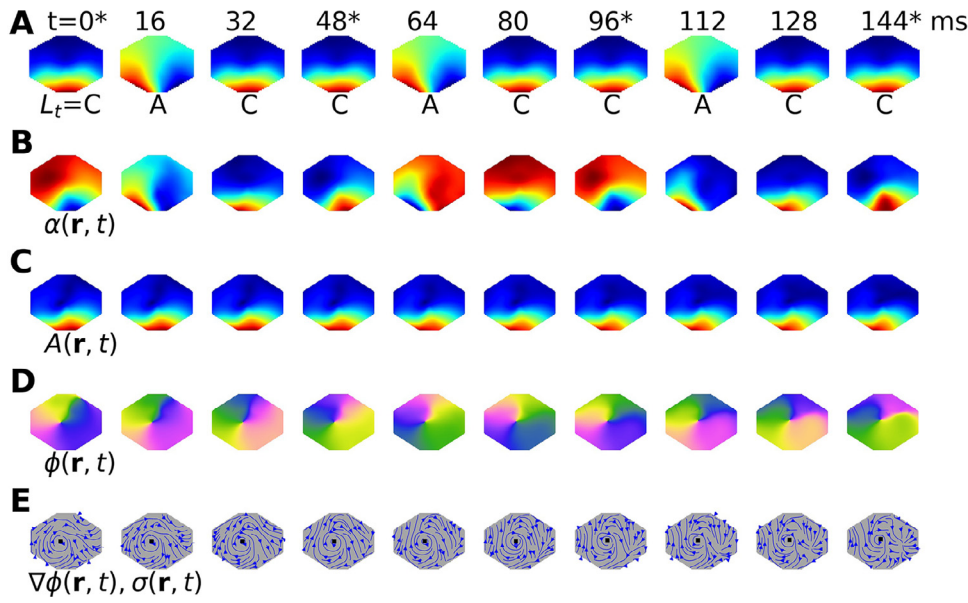 A t=0* 16 32 48* 64 80 96* 112 128 144* ms
L_t=C A C C A C C A C C
B
α(r, t)
C
A(r, t)
D
ϕ(r, t)
E
∇ϕ(r, t), σ(r, t)